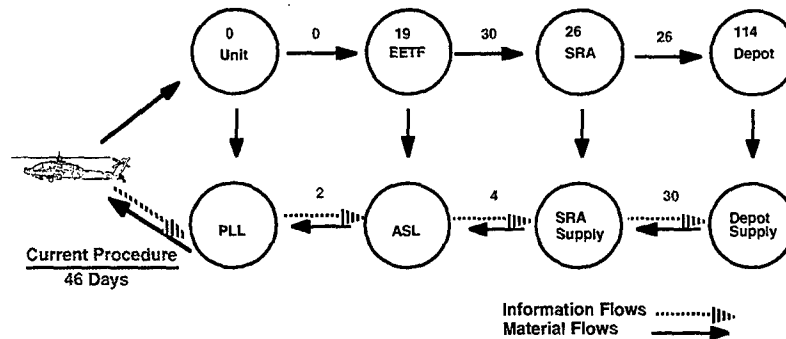 0
Unit
0
19
EETF
30
26
SRA
26
114
Depot
PLL
2
ASL
4
SRA
Supply
30
Depot
Supply
Current Procedure
46 Days
Information Flows
Material Flows